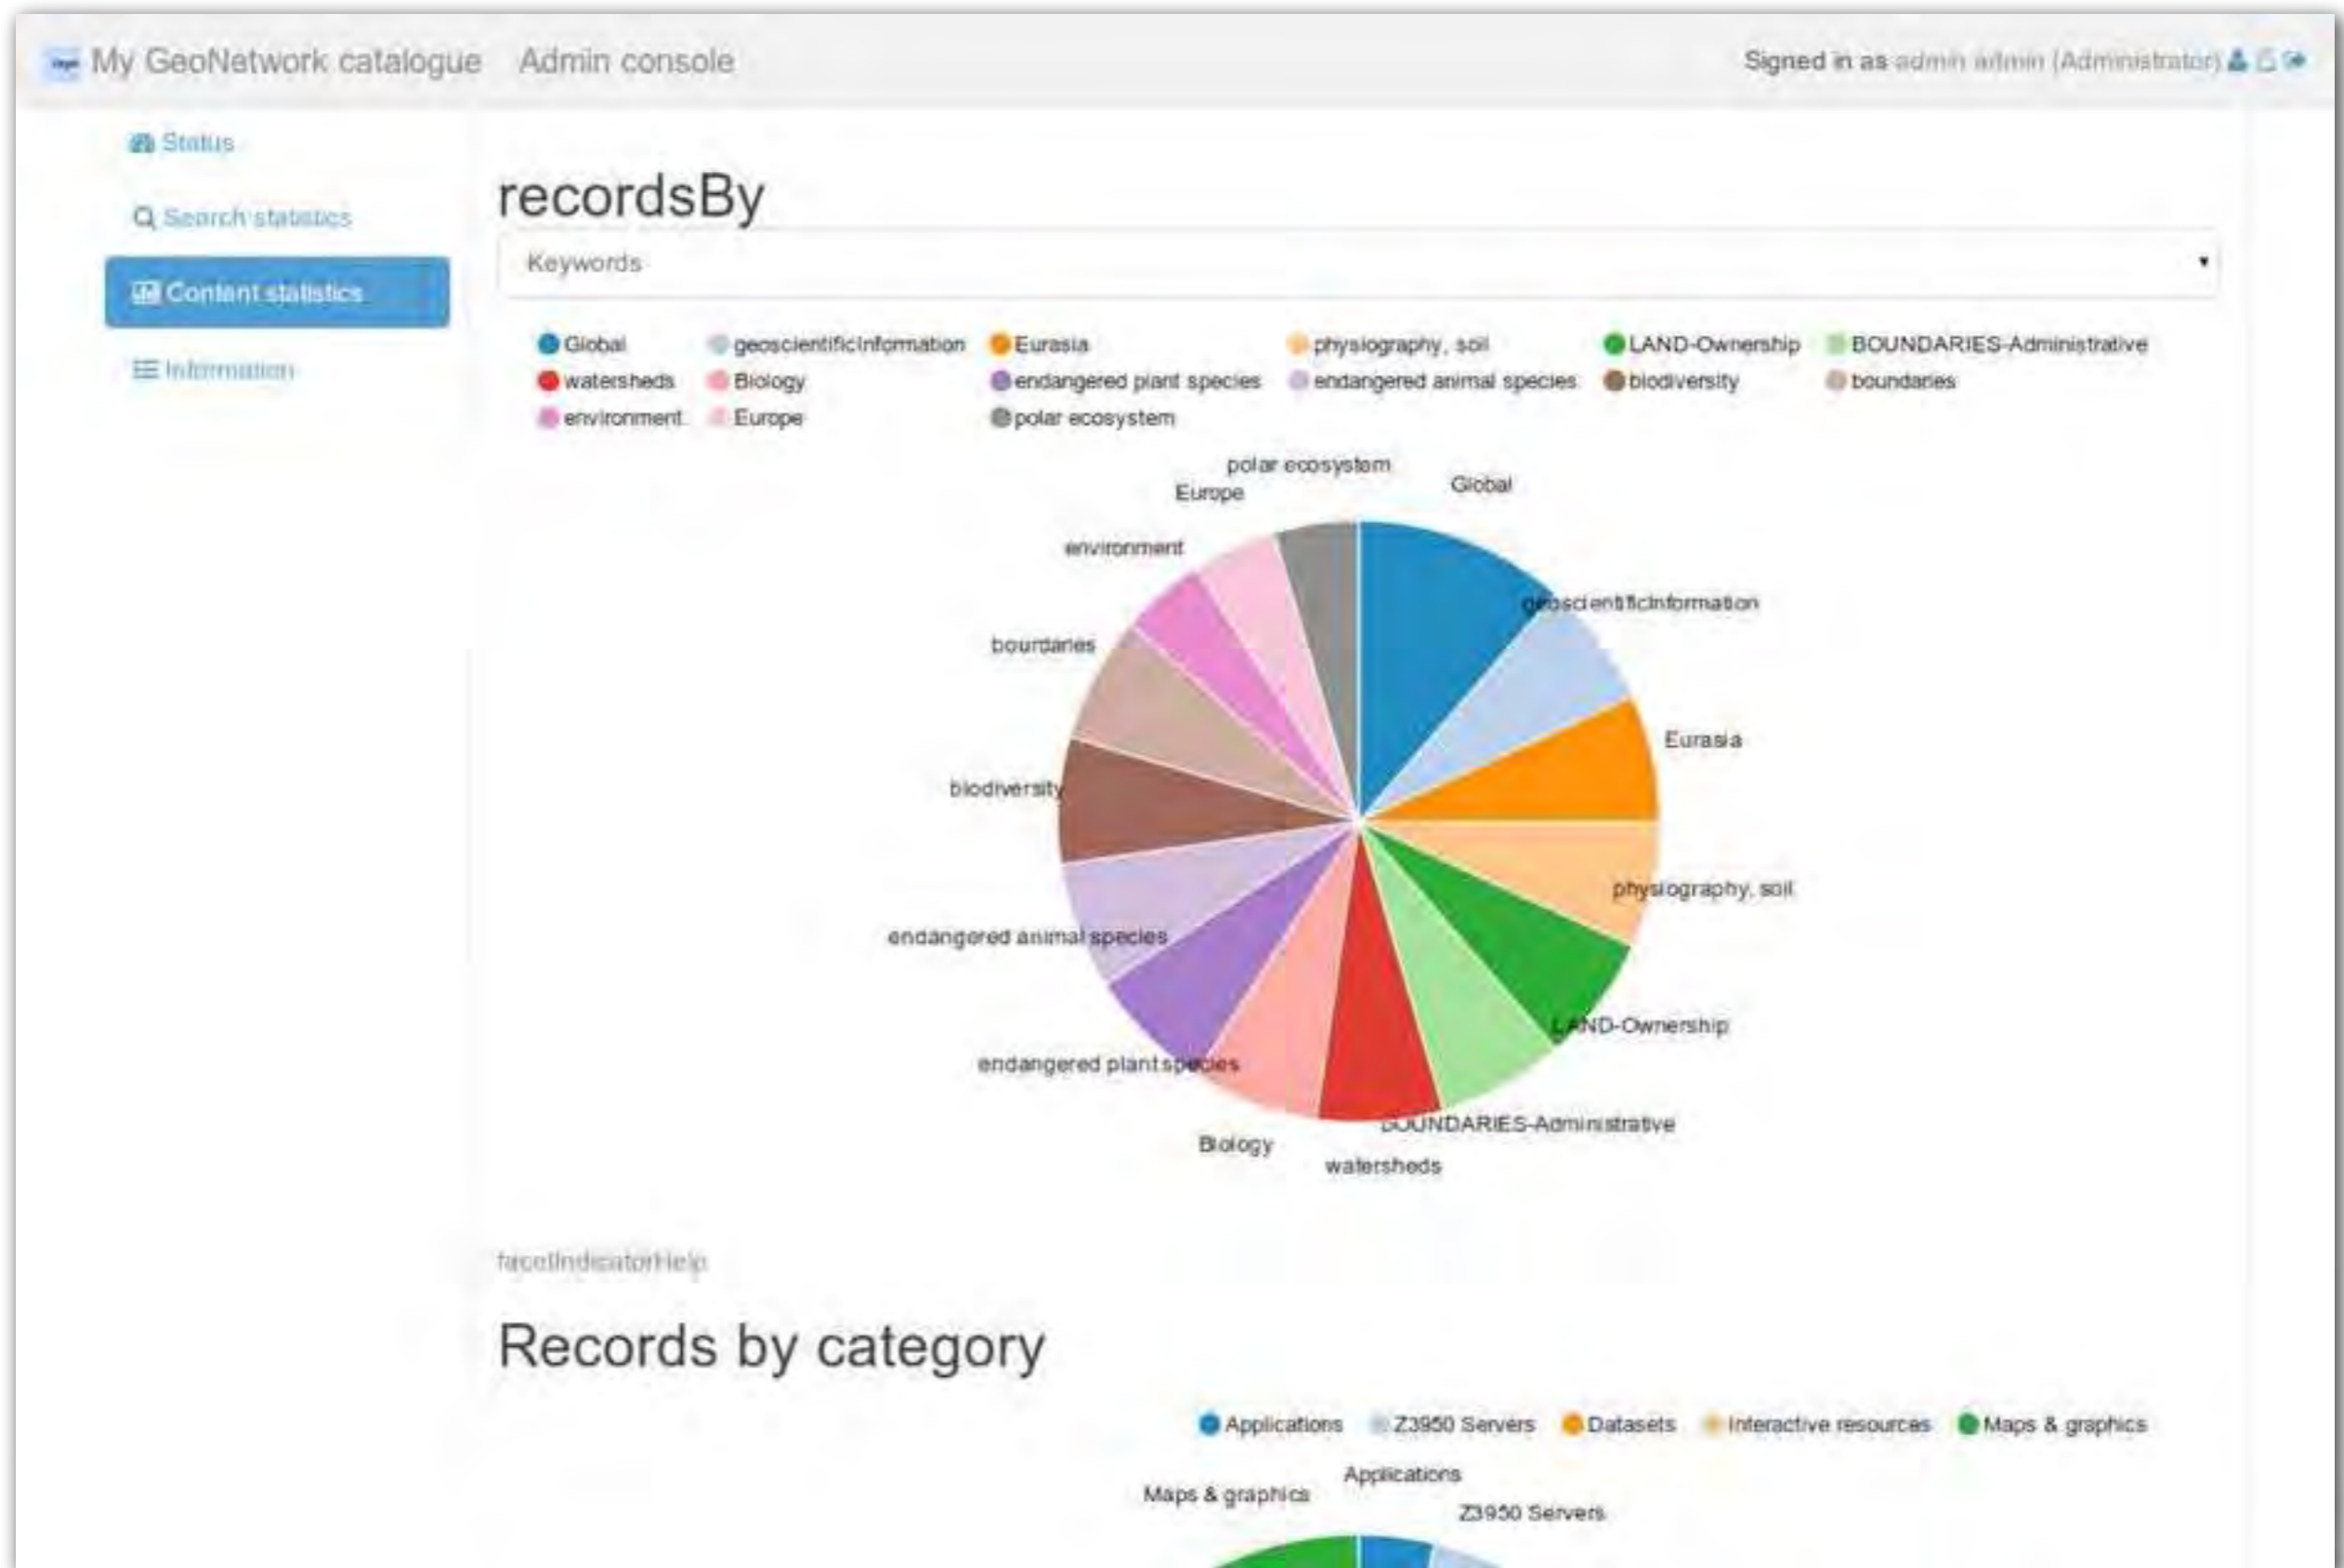 My GeoNetwork catalogue Admin console Signed in as admin admin (Administrator)
Status
Search statistics
Content statistics
Information
recordsBy
Keywords
Global geoscientificInformation Eurasia physiography, soil LAND-Ownership BOUNDARIES-Administrative
watersheds Biology endangered plant species endangered animal species biodiversity boundaries
environment Europe polar ecosystem
polar ecosystem
Global
Europe
environment
geoscientificInformation
boundaries
Eurasia
biodiversity
physiography, soil
endangered animal species
LAND-Ownership
endangered plant species
BOUNDARIES-Administrative
Biology
watersheds
facetIndicatorHelp
Records by category
Applications Z3950 Servers Datasets Interactive resources Maps & graphics
Applications
Maps & graphics
Z3950 Servers